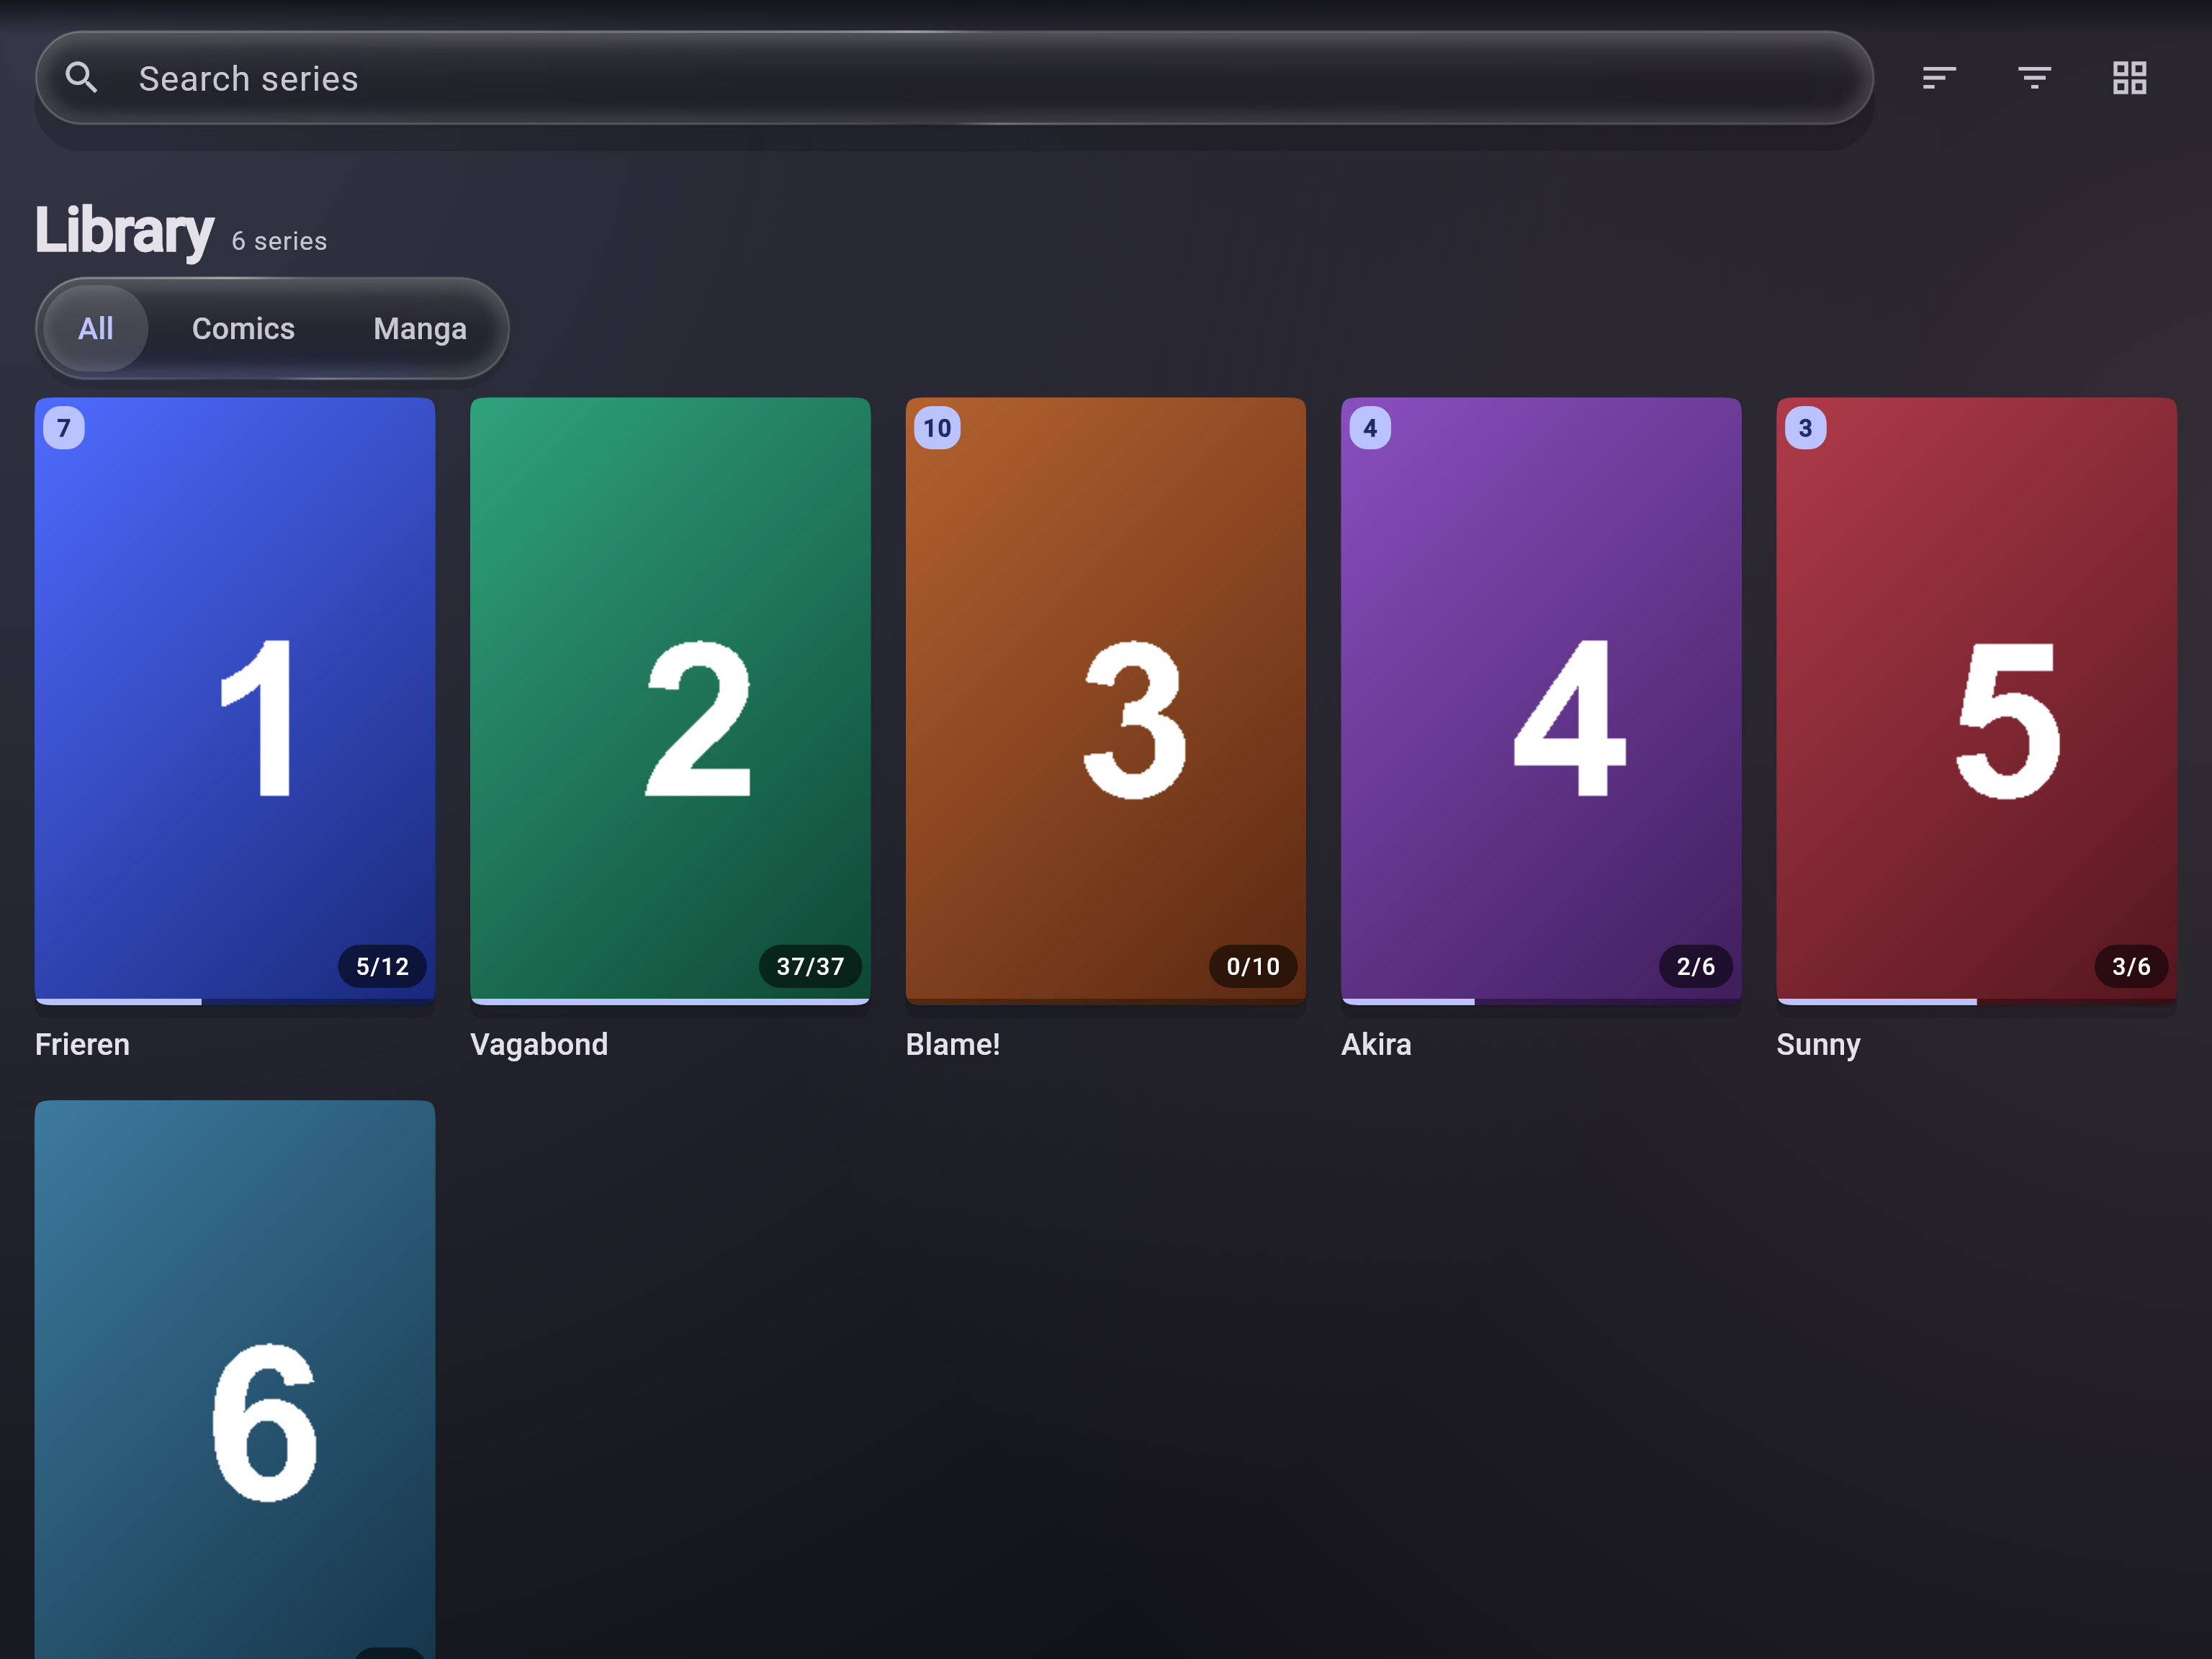 Search series
Library 6 series
All Comics Manga
7 10 4 3
1 2 3 4 5
5/12 37/37 0/10 2/6 3/6
Frieren Vagabond Blame! Akira Sunny
6